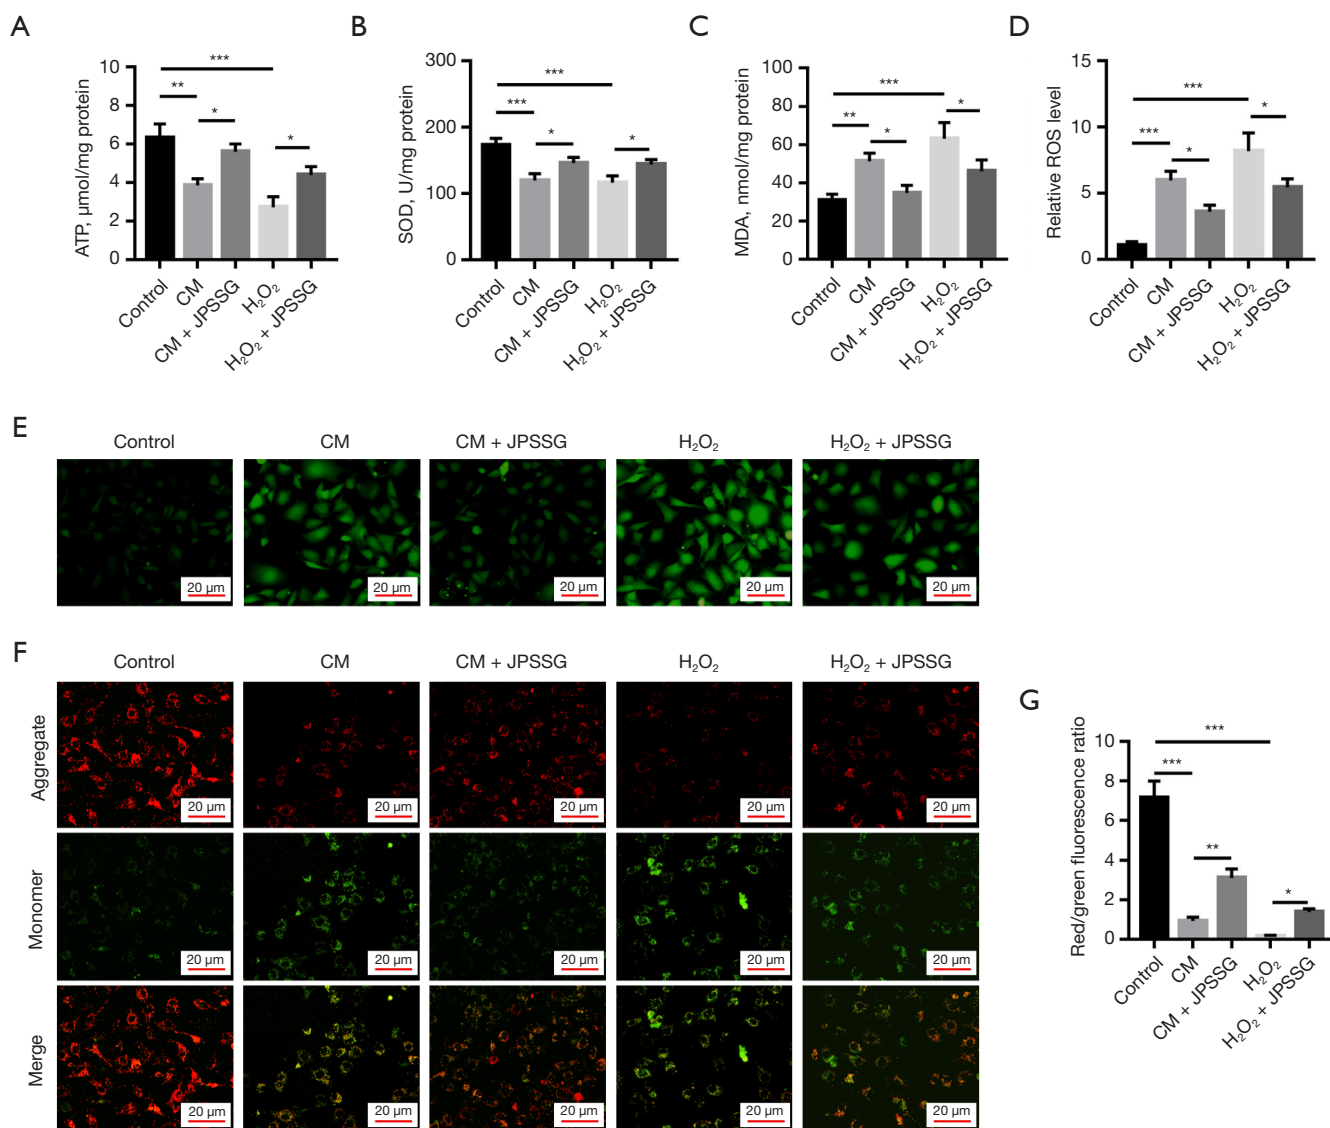 A
ATP, µmol/mg protein
10
8
6
4
2
0
***
**
*
*
Control
CM
CM + JPSSG
H₂O₂
H₂O₂ + JPSSG
B
SOD, U/mg protein
300
200
100
0
***
***
*
*
Control
CM
CM + JPSSG
H₂O₂
H₂O₂ + JPSSG
C
MDA, nmol/mg protein
100
80
60
40
20
0
***
**
*
*
Control
CM
CM + JPSSG
H₂O₂
H₂O₂ + JPSSG
D
Relative ROS level
15
10
5
0
***
***
*
*
Control
CM
CM + JPSSG
H₂O₂
H₂O₂ + JPSSG
E
Control CM CM + JPSSG H₂O₂ H₂O₂ + JPSSG
20 µm 20 µm 20 µm 20 µm 20 µm
F
Control CM CM + JPSSG H₂O₂ H₂O₂ + JPSSG
Aggregate
20 µm 20 µm 20 µm 20 µm 20 µm
Monomer
20 µm 20 µm 20 µm 20 µm 20 µm
Merge
20 µm 20 µm 20 µm 20 µm 20 µm
G
Red/green fluorescence ratio
10
8
6
4
2
0
***
***
**
*
Control
CM
CM + JPSSG
H₂O₂
H₂O₂ + JPSSG